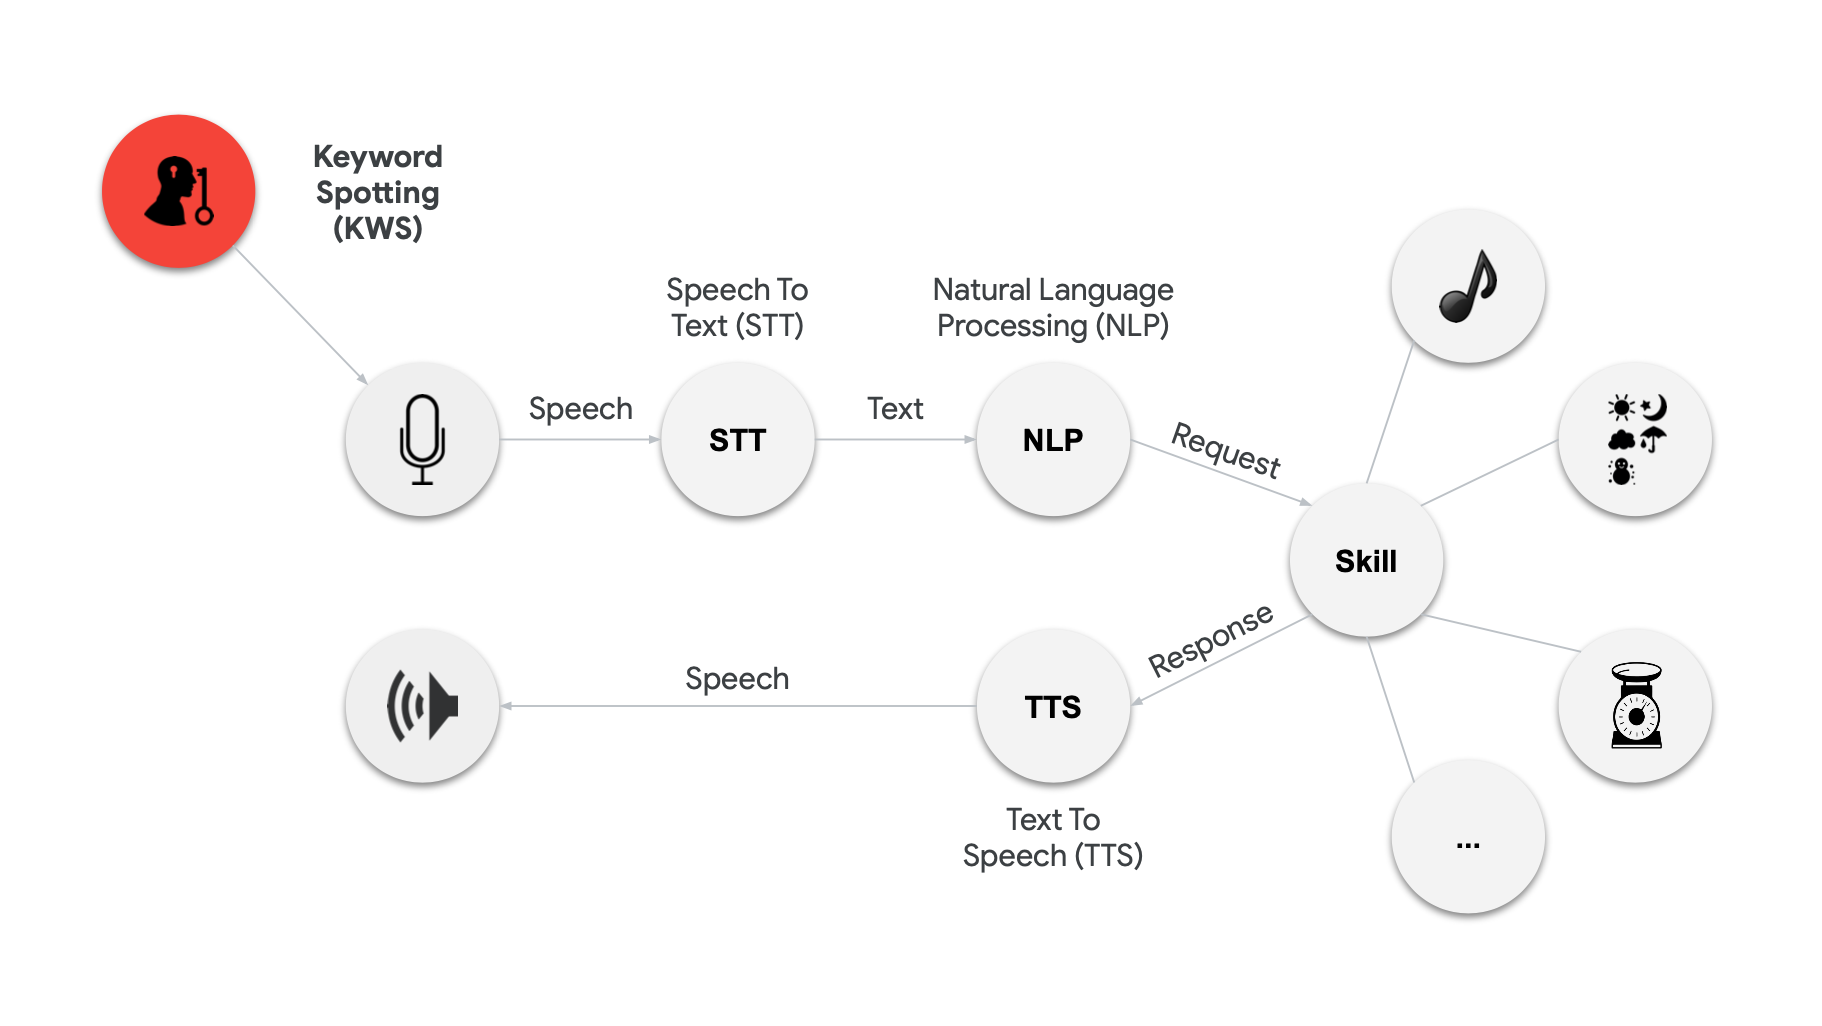 Keyword
Spotting
(KWS)
Speech To
Text (STT)
Natural Language
Processing (NLP)
Speech
STT
Text
NLP
Request
Skill
Response
Speech
TTS
Text To
Speech (TTS)
...